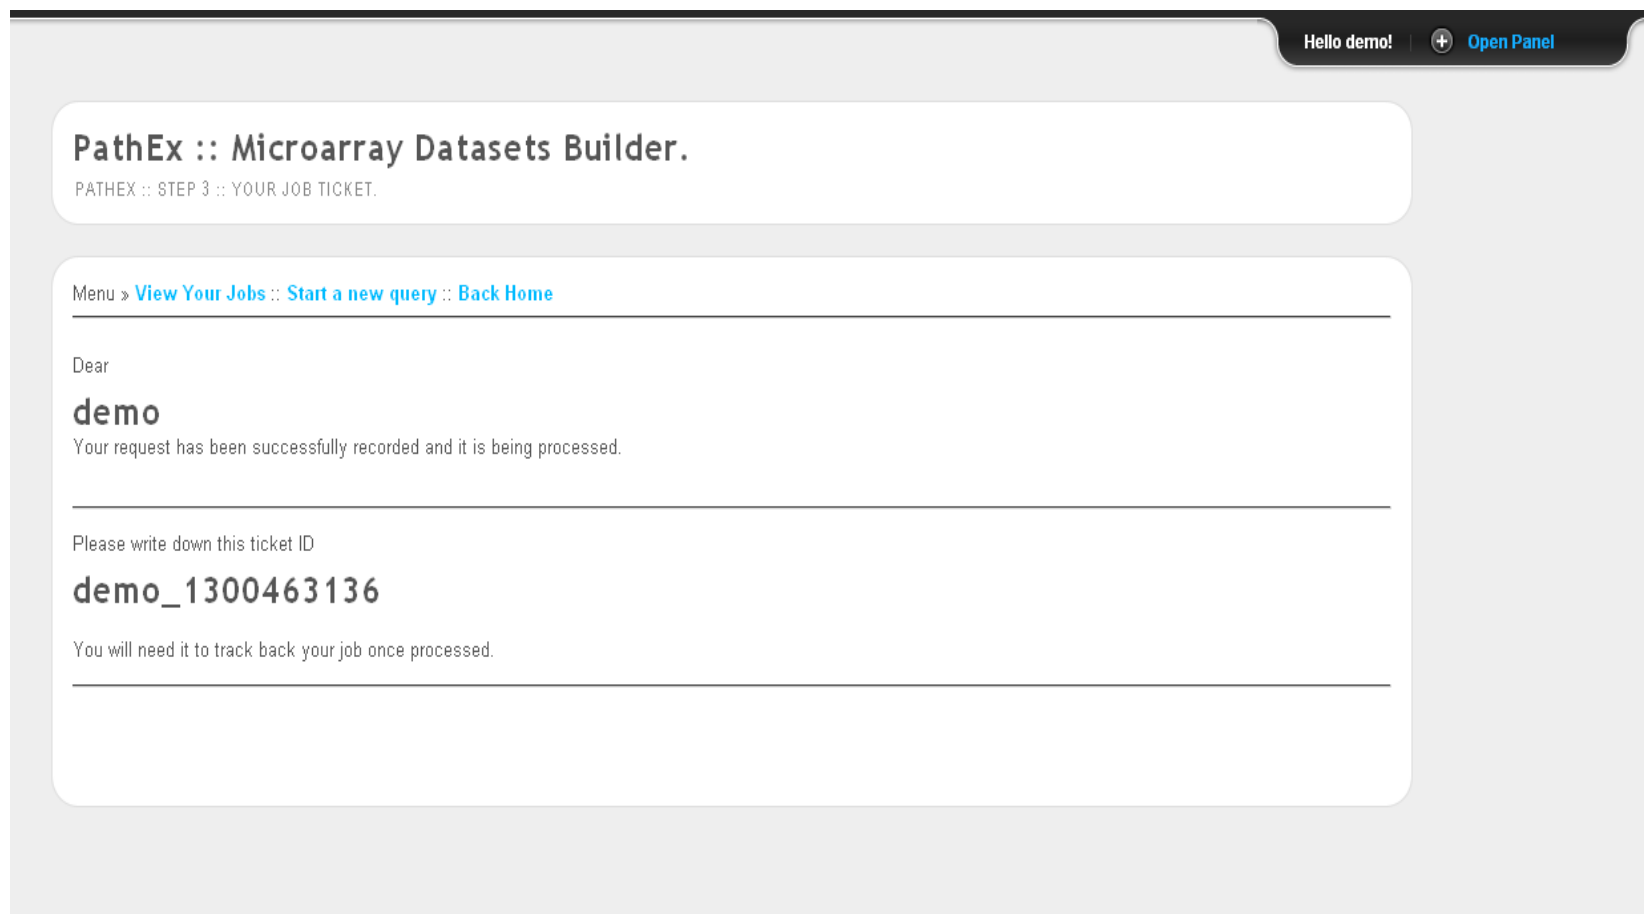 Hello demo! | Open Panel
PathEx :: Microarray Datasets Builder.
PATHEX :: STEP 3 :: YOUR JOB TICKET.
Menu » View Your Jobs :: Start a new query :: Back Home
Dear
demo
Your request has been successfully recorded and it is being processed.
Please write down this ticket ID
demo_1300463136
You will need it to track back your job once processed.